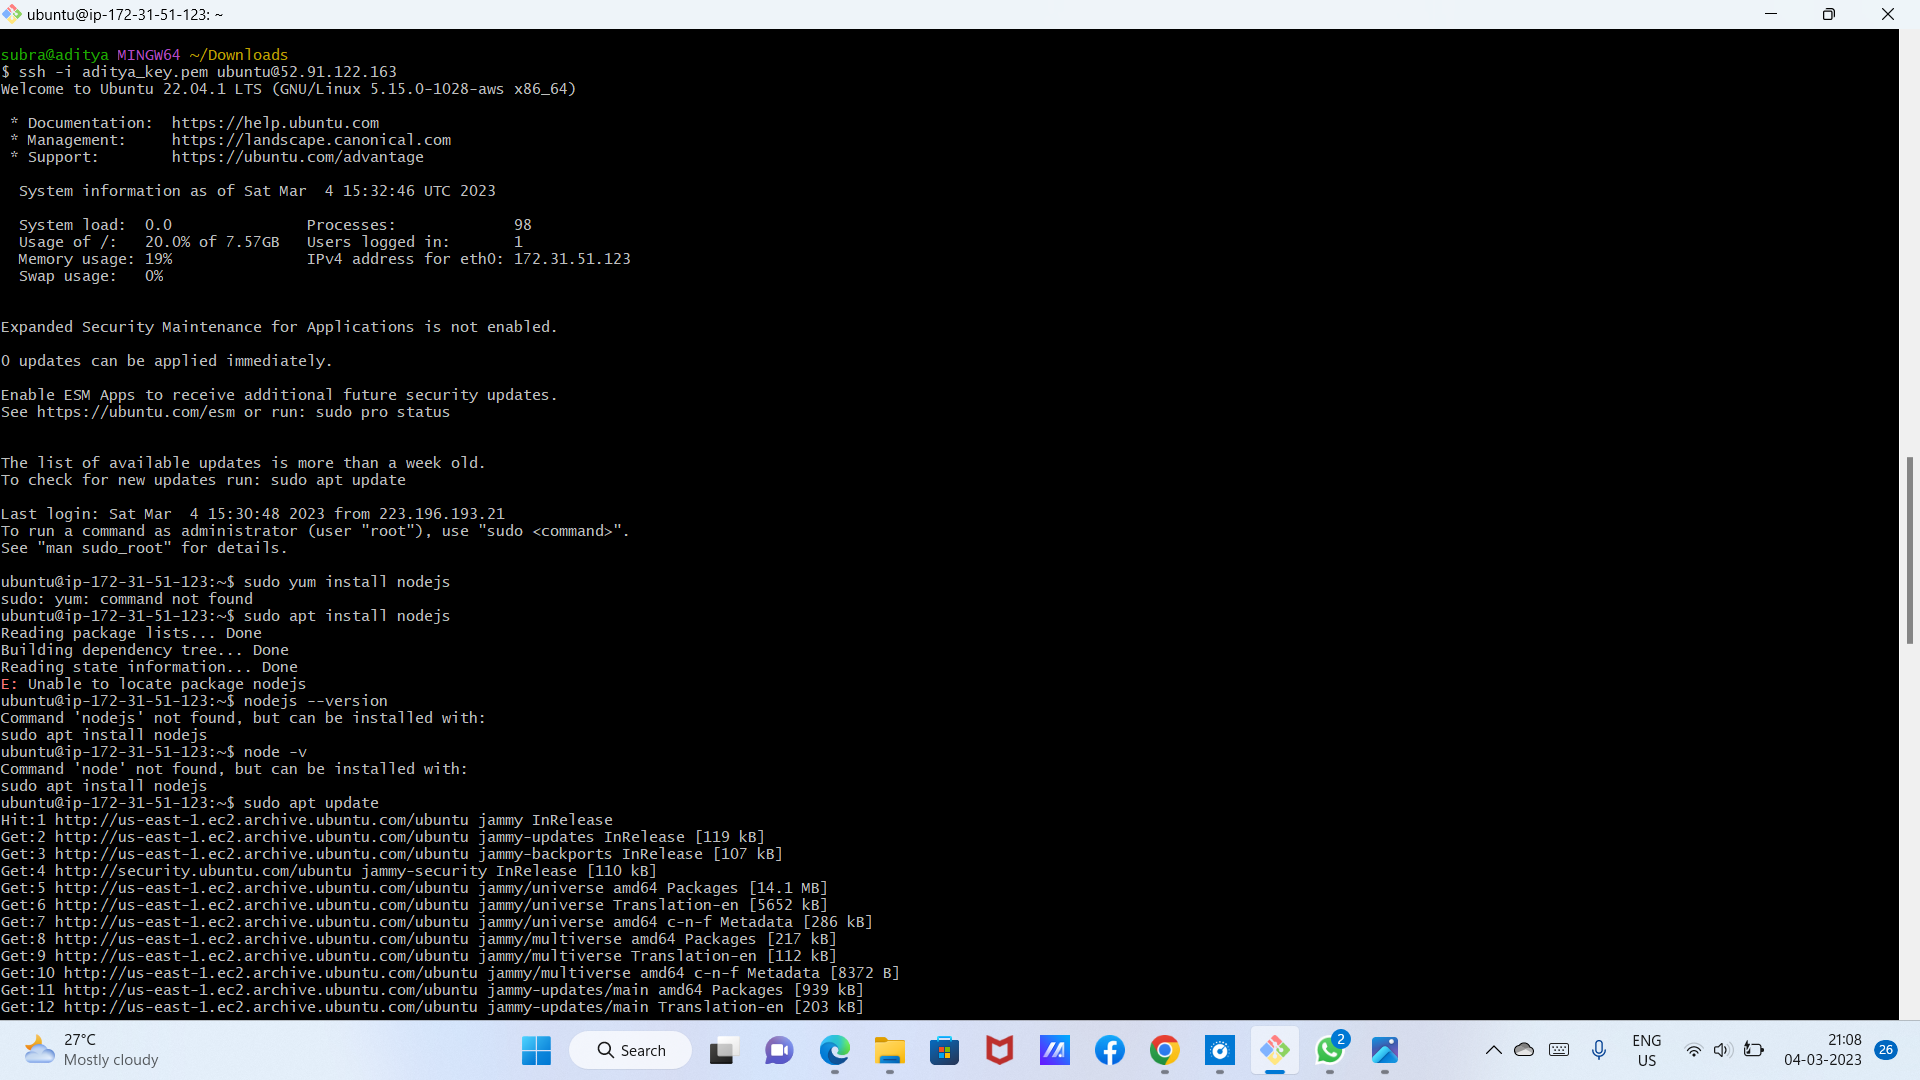 ubuntu@ip-172-31-51-123: ~
subra@aditya MINGW64 ~/Downloads
$ ssh -i aditya_key.pem ubuntu@52.91.122.163
Welcome to Ubuntu 22.04.1 LTS (GNU/Linux 5.15.0-1028-aws x86_64)
* Documentation:  https://help.ubuntu.com
* Management:     https://landscape.canonical.com
* Support:        https://ubuntu.com/advantage
System information as of Sat Mar  4 15:32:46 UTC 2023
System load:  0.0               Processes:             98
Usage of /:   20.0% of 7.57GB   Users logged in:       1
Memory usage: 19%               IPv4 address for eth0: 172.31.51.123
Swap usage:   0%
Expanded Security Maintenance for Applications is not enabled.
0 updates can be applied immediately.
Enable ESM Apps to receive additional future security updates.
See https://ubuntu.com/esm or run: sudo pro status
The list of available updates is more than a week old.
To check for new updates run: sudo apt update
Last login: Sat Mar  4 15:30:48 2023 from 223.196.193.21
To run a command as administrator (user "root"), use "sudo <command>".
See "man sudo_root" for details.
ubuntu@ip-172-31-51-123:~$ sudo yum install nodejs
sudo: yum: command not found
ubuntu@ip-172-31-51-123:~$ sudo apt install nodejs
Reading package lists... Done
Building dependency tree... Done
Reading state information... Done
E: Unable to locate package nodejs
ubuntu@ip-172-31-51-123:~$ nodejs --version
Command 'nodejs' not found, but can be installed with:
sudo apt install nodejs
ubuntu@ip-172-31-51-123:~$ node -v
Command 'node' not found, but can be installed with:
sudo apt install nodejs
ubuntu@ip-172-31-51-123:~$ sudo apt update
Hit:1 http://us-east-1.ec2.archive.ubuntu.com/ubuntu jammy InRelease
Get:2 http://us-east-1.ec2.archive.ubuntu.com/ubuntu jammy-updates InRelease [119 kB]
Get:3 http://us-east-1.ec2.archive.ubuntu.com/ubuntu jammy-backports InRelease [107 kB]
Get:4 http://security.ubuntu.com/ubuntu jammy-security InRelease [110 kB]
Get:5 http://us-east-1.ec2.archive.ubuntu.com/ubuntu jammy/universe amd64 Packages [14.1 MB]
Get:6 http://us-east-1.ec2.archive.ubuntu.com/ubuntu jammy/universe Translation-en [5652 kB]
Get:7 http://us-east-1.ec2.archive.ubuntu.com/ubuntu jammy/universe amd64 c-n-f Metadata [286 kB]
Get:8 http://us-east-1.ec2.archive.ubuntu.com/ubuntu jammy/multiverse amd64 Packages [217 kB]
Get:9 http://us-east-1.ec2.archive.ubuntu.com/ubuntu jammy/multiverse Translation-en [112 kB]
Get:10 http://us-east-1.ec2.archive.ubuntu.com/ubuntu jammy/multiverse amd64 c-n-f Metadata [8372 B]
Get:11 http://us-east-1.ec2.archive.ubuntu.com/ubuntu jammy-updates/main amd64 Packages [939 kB]
Get:12 http://us-east-1.ec2.archive.ubuntu.com/ubuntu jammy-updates/main Translation-en [203 kB]
27°C
Mostly cloudy
Search
2
ENG
US
21:08
04-03-2023
26